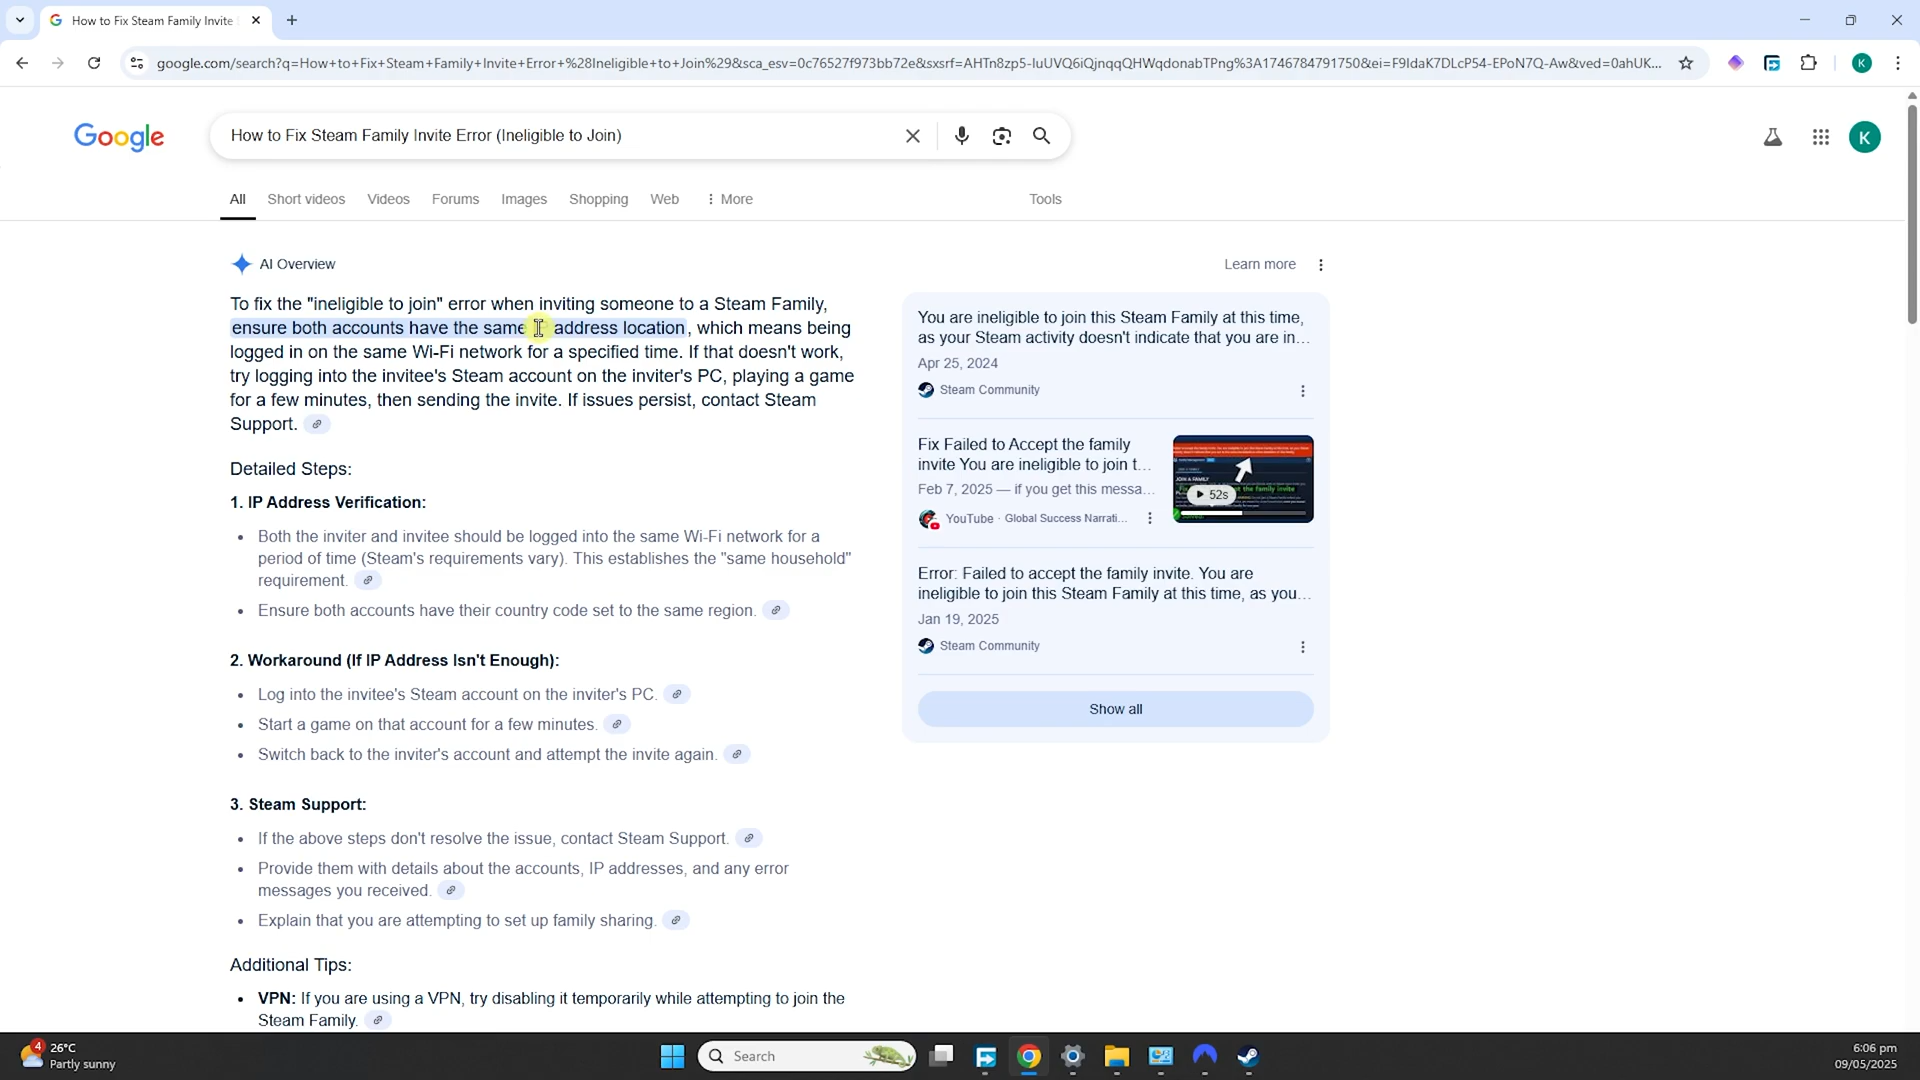 How to Fix Steam Family Invite
google.com/search?q=How+to+Fix+Steam+Family+Invite+Error+%28Ineligible+to+Join%29&sca_esv=0c76527f973bb72e&sxsrf=AHTn8zp5-IuUVQ6iQjnqqQHWqdonabTPng%3A1746784791750&ei=F9IdaK7DLcP54-EPoN7Q-Aw&ved=0ahUK...
K
Google
How to Fix Steam Family Invite Error (Ineligible to Join)
K
All
Short videos
Videos
Forums
Images
Shopping
Web
More
Tools
AI Overview
Learn more
To fix the "ineligible to join" error when inviting someone to a Steam Family,
ensure both accounts have the same address location, which means being
logged in on the same Wi-Fi network for a specified time. If that doesn't work,
try logging into the invitee's Steam account on the inviter's PC, playing a game
for a few minutes, then sending the invite. If issues persist, contact Steam
Support.
Detailed Steps:
1. IP Address Verification:
• Both the inviter and invitee should be logged into the same Wi-Fi network for a
period of time (Steam's requirements vary). This establishes the "same household"
requirement.
• Ensure both accounts have their country code set to the same region.
2. Workaround (If IP Address Isn't Enough):
• Log into the invitee's Steam account on the inviter's PC.
• Start a game on that account for a few minutes.
• Switch back to the inviter's account and attempt the invite again.
3. Steam Support:
• If the above steps don't resolve the issue, contact Steam Support.
• Provide them with details about the accounts, IP addresses, and any error
messages you received.
• Explain that you are attempting to set up family sharing.
Additional Tips:
• VPN: If you are using a VPN, try disabling it temporarily while attempting to join the
Steam Family.
You are ineligible to join this Steam Family at this time,
as your Steam activity doesn't indicate that you are in...
Apr 25, 2024
Steam Community
Fix Failed to Accept the family
invite You are ineligible to join t...
Feb 7, 2025 — if you get this messa...
YouTube · Global Success Narrati...
52s
Error: Failed to accept the family invite. You are
ineligible to join this Steam Family at this time, as you...
Jan 19, 2025
Steam Community
Show all
4
26°C
Partly sunny
Search
6:06 pm
09/05/2025